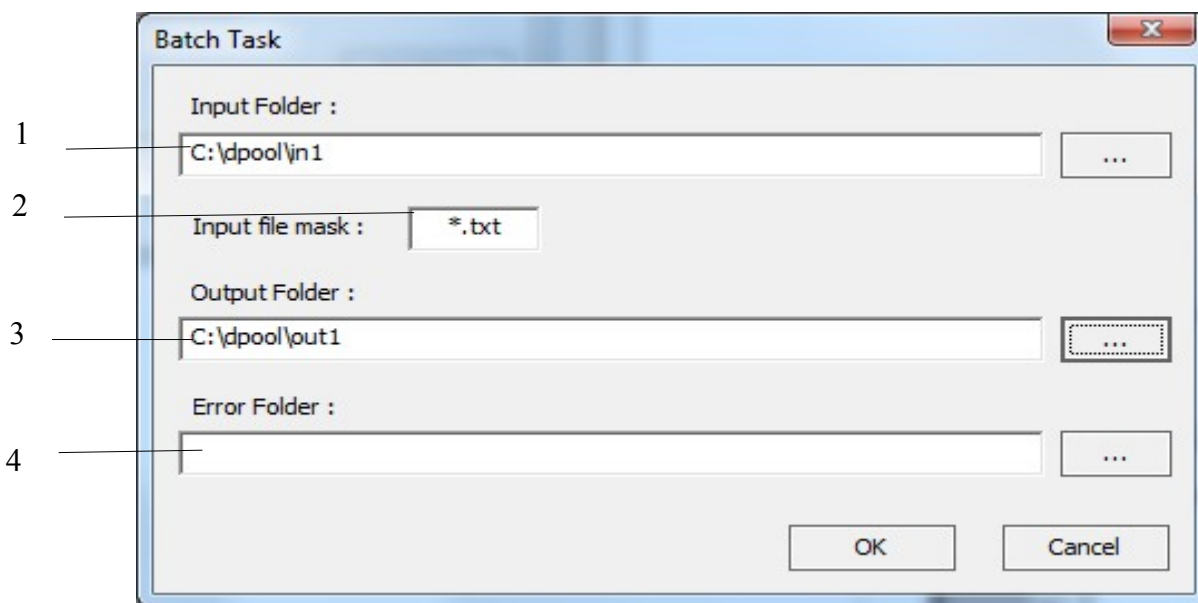 Batch Task
Input Folder :
1
C:\dpool\in1
...
2
Input file mask :
*.txt
Output Folder :
3
C:\dpool\out1
...
Error Folder :
4
...
OK
Cancel